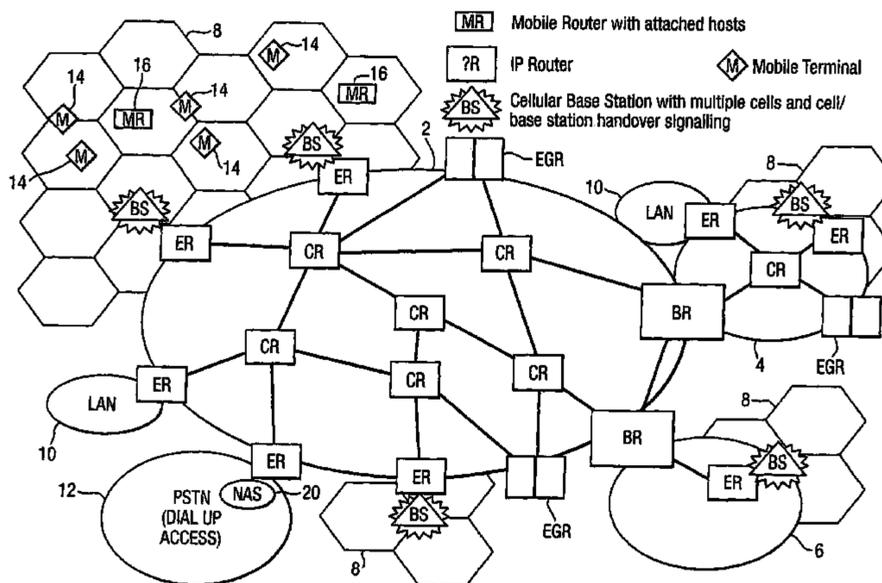 8
14
M
MR Mobile Router with attached hosts
14
16
14
16
?R IP Router
M Mobile Terminal
M
MR
M
MR
BS Cellular Base Station with multiple cells and cell/
base station handover signalling
M
M
14
14
BS
2
EGR
8
ER
10
BS
LAN
ER
BS
ER
ER
CR
CR
CR
CR
BR
CR
4
EGR
ER
CR
CR
8
LAN
10
BR
ER
ER
BS
12
NAS
20
ER
PSTN
(DIAL UP
ACCESS)
BS
EGR
8
6